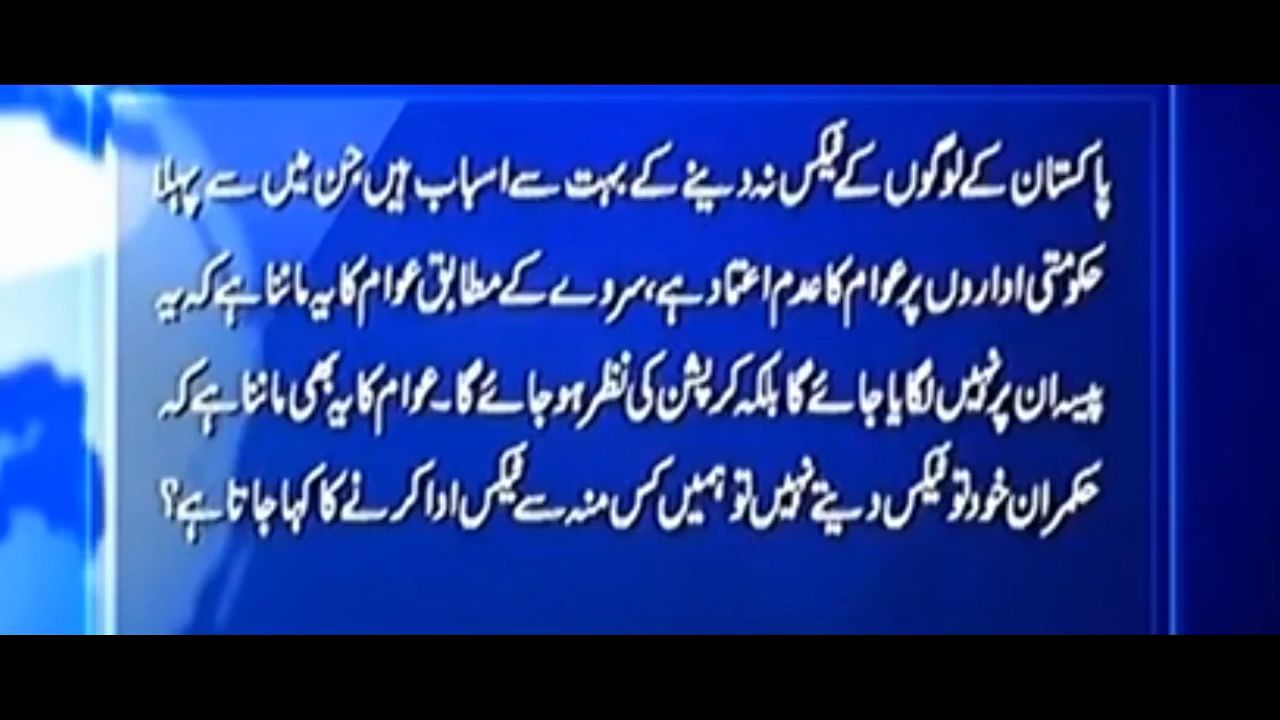 پاکستان کے لوگوں کے ٹیکس نہ دینے کے بہت سے اسباب ہیں جن میں سے پہلا
حکومتی اداروں پر عوام کا عدم اعتماد ہے، سروے کے مطابق عوام کا یہ ماننا ہے کہ یہ
پیسہ ان پر نہیں لگایا جائے گا بلکہ کرپشن کی نظر ہو جائے گا۔ عوام کا یہ بھی ماننا ہے کہ
حکمران خود تو ٹیکس دیتے نہیں تو ہمیں کس منہ سے ٹیکس ادا کرنے کا کہا جاتا ہے؟